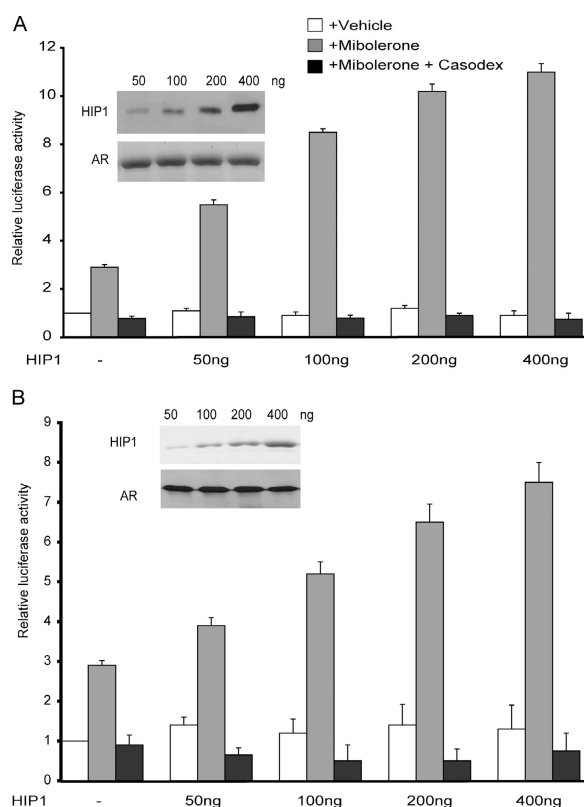 A
+Vehicle
+Mibolerone
+Mibolerone + Casodex
50 100 200 400 ng
HIP1
AR
Relative luciferase activity
12
10
8
6
4
2
0
HIP1 - 50ng 100ng 200ng 400ng
B
50 100 200 400 ng
HIP1
AR
Relative luciferase activity
9
8
7
6
5
4
3
2
1
0
HIP1 - 50ng 100ng 200ng 400ng